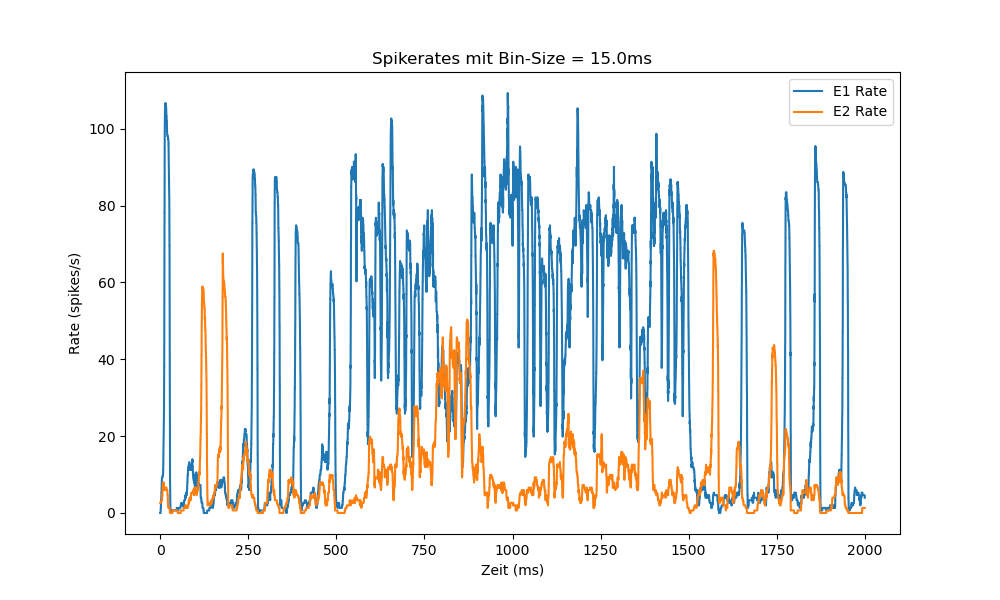 Spikerates mit Bin-Size = 15.0ms
E1 Rate
E2 Rate
100
80
60
40
20
0
Rate (spikes/s)
0 250 500 750 1000 1250 1500 1750 2000
Zeit (ms)